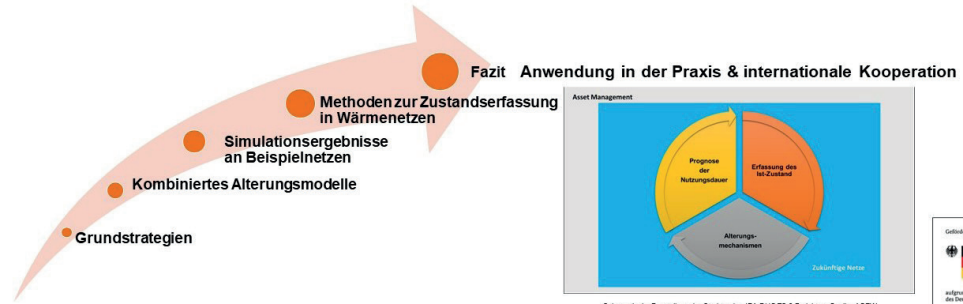 Fazit Anwendung in der Praxis & internationale Kooperation
Methoden zur Zustandserfassung
in Wärmenetzen
Simulationsergebnisse
an Beispielnetzen
Kombiniertes Alterungsmodelle
Grundstrategien
Asset Management
Prognose
der
Nutzungsdauer
Erfassung des
Ist-Zustand
Alterungs-
mechanismen
Zukünftige Netze